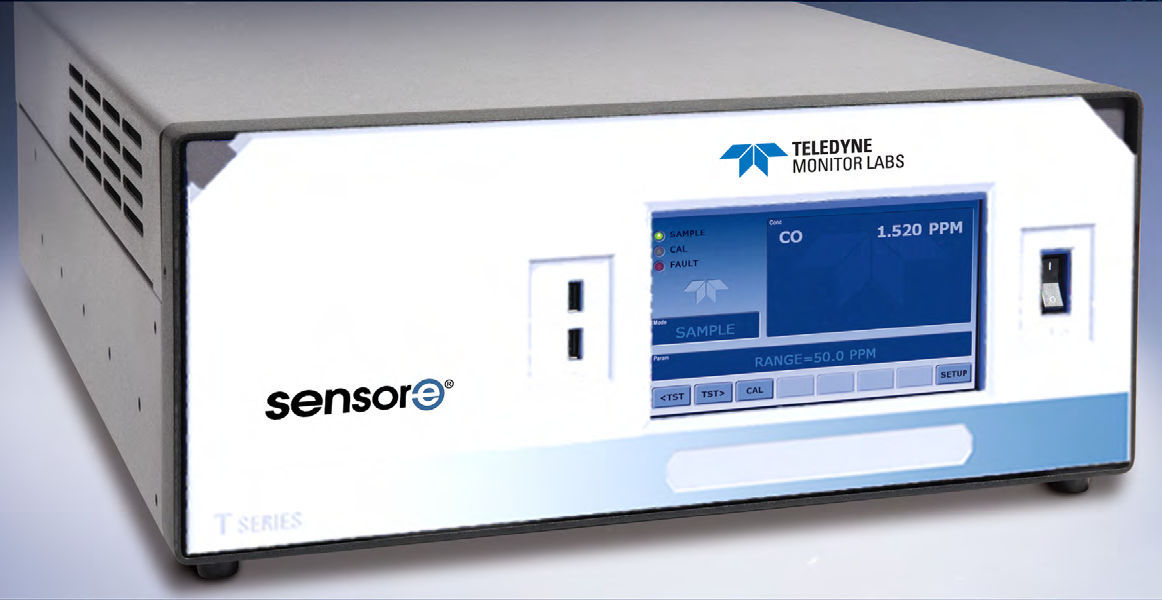 TELEDYNE
MONITOR LABS
SAMPLE
CAL
FAULT
Conc
CO
1.520 PPM
Mode
SAMPLE
Param
RANGE=50.0 PPM
<TST
TST>
CAL
SETUP
I
O
sensore®
T SERIES